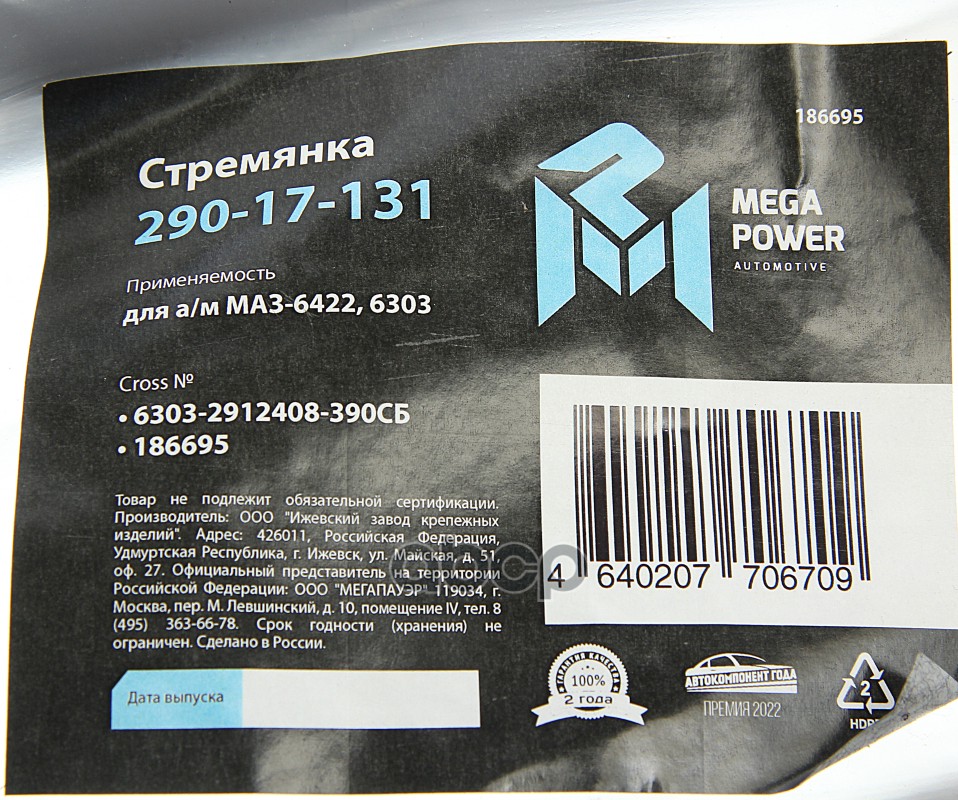 186695
Стремянка
290-17-131
MEGA
POWER
AUTOMOTIVE
Применяемость
для а/м МАЗ-6422, 6303
Cross №
• 6303-2912408-390СБ
• 186695
Товар не подлежит обязательной сертификации.
Производитель: ООО "Ижевский завод крепежных
изделий". Адрес: 426011, Российская Федерация,
Удмуртская Республика, г. Ижевск, ул. Майская, д. 51,
оф. 27. Официальный представитель на территории
Российской Федерации: ООО "МЕГАПАУЭР" 119034, г.
Москва, пер. М. Левшинский, д. 10, помещение IV, тел. 8
(495) 363-66-78. Срок годности (хранения) не
ограничен. Сделано в России.
4 640207 706709
Дата выпуска
ГАРАНТИЯ КАЧЕСТВА
100%
2 года
АВТОКОМПОНЕНТ ГОДА
ПРЕМИЯ 2022
2